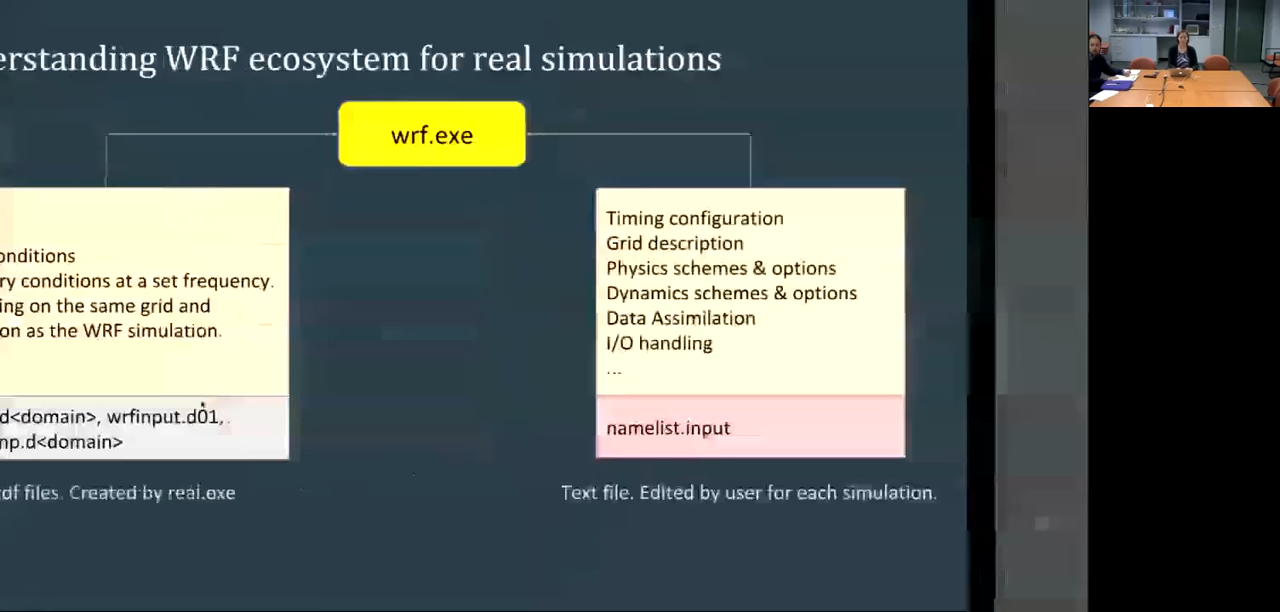 erstanding WRF ecosystem for real simulations
wrf.exe
onditions
ry conditions at a set frequency.
ing on the same grid and
on as the WRF simulation.
d<domain>, wrfinput.d01,
np.d<domain>
df files. Created by real.exe
Timing configuration
Grid description
Physics schemes & options
Dynamics schemes & options
Data Assimilation
I/O handling
...
namelist.input
Text file. Edited by user for each simulation.